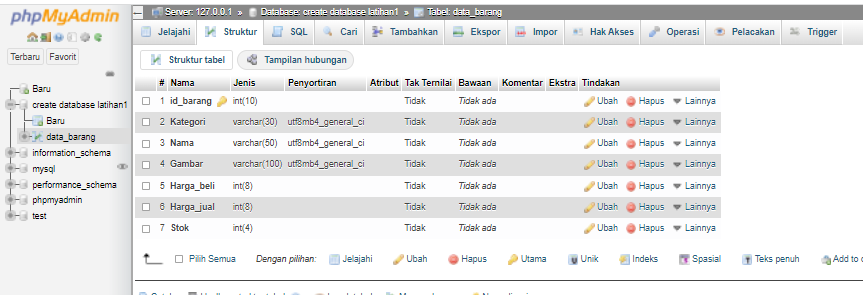 phpMyAdmin
Terbaru Favorit
Baru
create database latihan1
Baru
data_barang
information_schema
mysql
performance_schema
phpmyadmin
test
Server: 127.0.0.1 » Database: create database latihan1 » Tabel: data_barang
Jelajahi Struktur SQL Cari Tambahkan Ekspor Impor Hak Akses Operasi Pelacakan Trigger
Struktur tabel Tampilan hubungan
# Nama Jenis Penyortiran Atribut Tak Ternilai Bawaan Komentar Ekstra Tindakan
1 id_barang int(10) Tidak Tidak ada Ubah Hapus Lainnya
2 Kategori varchar(30) utf8mb4_general_ci Tidak Tidak ada Ubah Hapus Lainnya
3 Nama varchar(50) utf8mb4_general_ci Tidak Tidak ada Ubah Hapus Lainnya
4 Gambar varchar(100) utf8mb4_general_ci Tidak Tidak ada Ubah Hapus Lainnya
5 Harga_beli int(8) Tidak Tidak ada Ubah Hapus Lainnya
6 Harga_jual int(8) Tidak Tidak ada Ubah Hapus Lainnya
7 Stok int(4) Tidak Tidak ada Ubah Hapus Lainnya
Pilih Semua Dengan pilihan: Jelajahi Ubah Hapus Utama Unik Indeks Spasial Teks penuh Add to